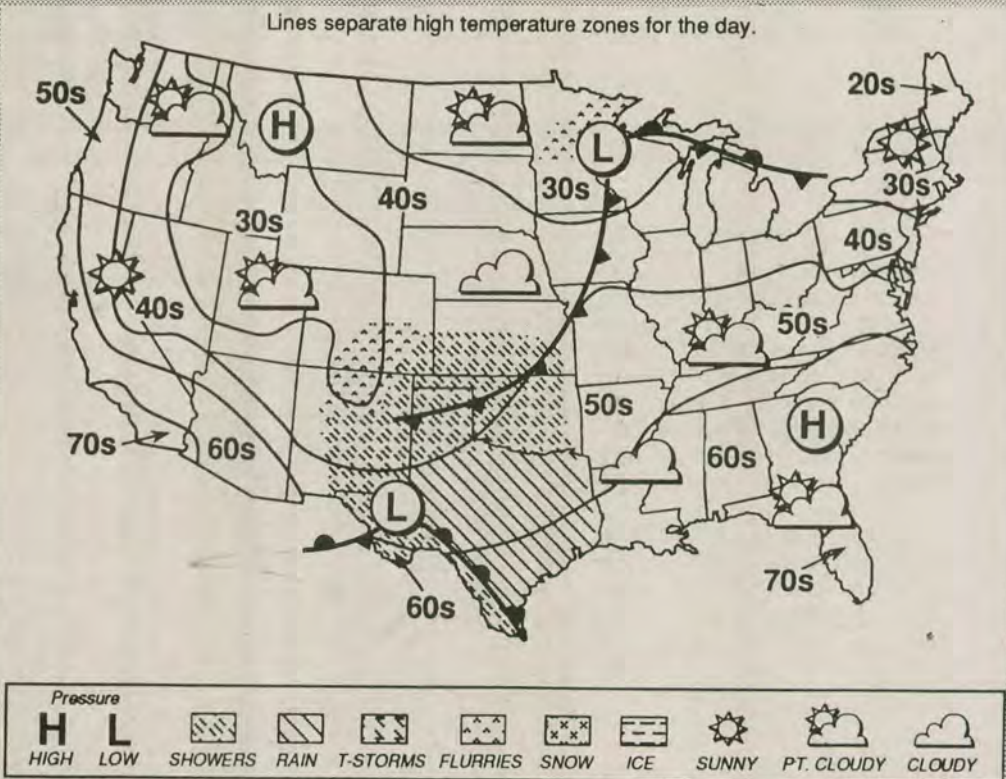 Lines separate high temperature zones for the day.
50s
20s
H
L
30s
30s
40s
30s
40s
40s
50s
50s
H
70s
60s
60s
L
70s
60s
Pressure
H L
HIGH LOW SHOWERS RAIN T-STORMS FLURRIES SNOW ICE SUNNY PT. CLOUDY CLOUDY